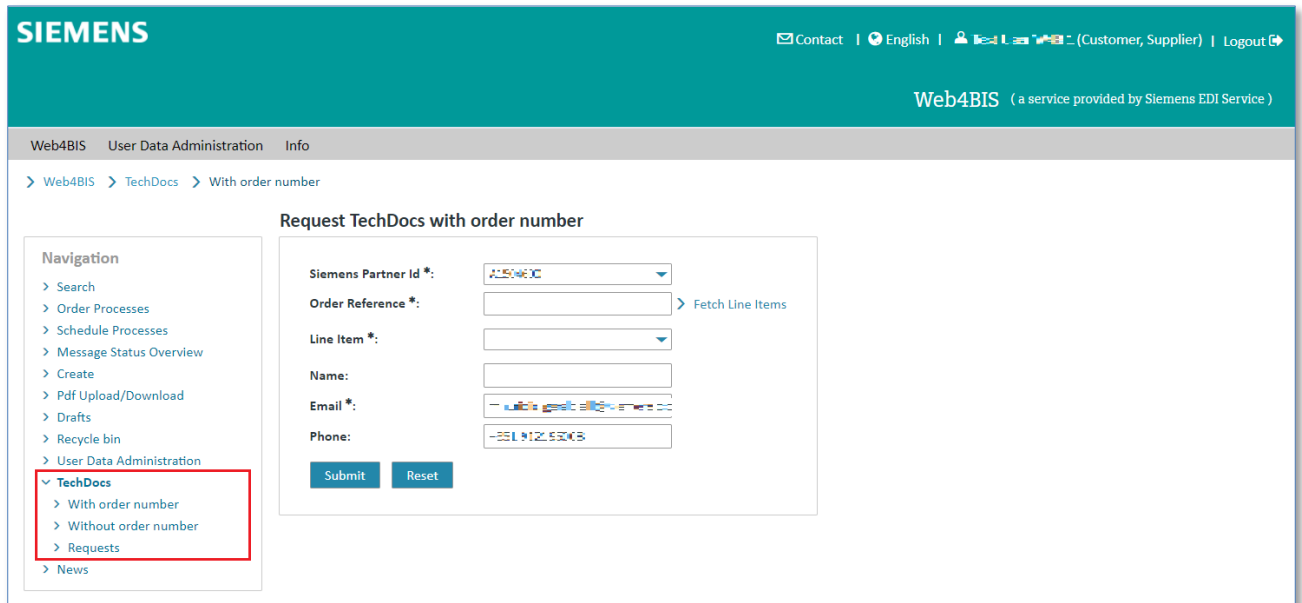 SIEMENS
Contact | English | (Customer, Supplier) | Logout
Web4BIS ( a service provided by Siemens EDI Service )
Web4BIS User Data Administration Info
Web4BIS TechDocs With order number
Request TechDocs with order number
Navigation
Search
Order Processes
Schedule Processes
Message Status Overview
Create
Pdf Upload/Download
Drafts
Recycle bin
User Data Administration
TechDocs
With order number
Without order number
Requests
News
Siemens Partner Id *:
Order Reference *: Fetch Line Items
Line Item *:
Name:
Email *:
Phone:
Submit Reset